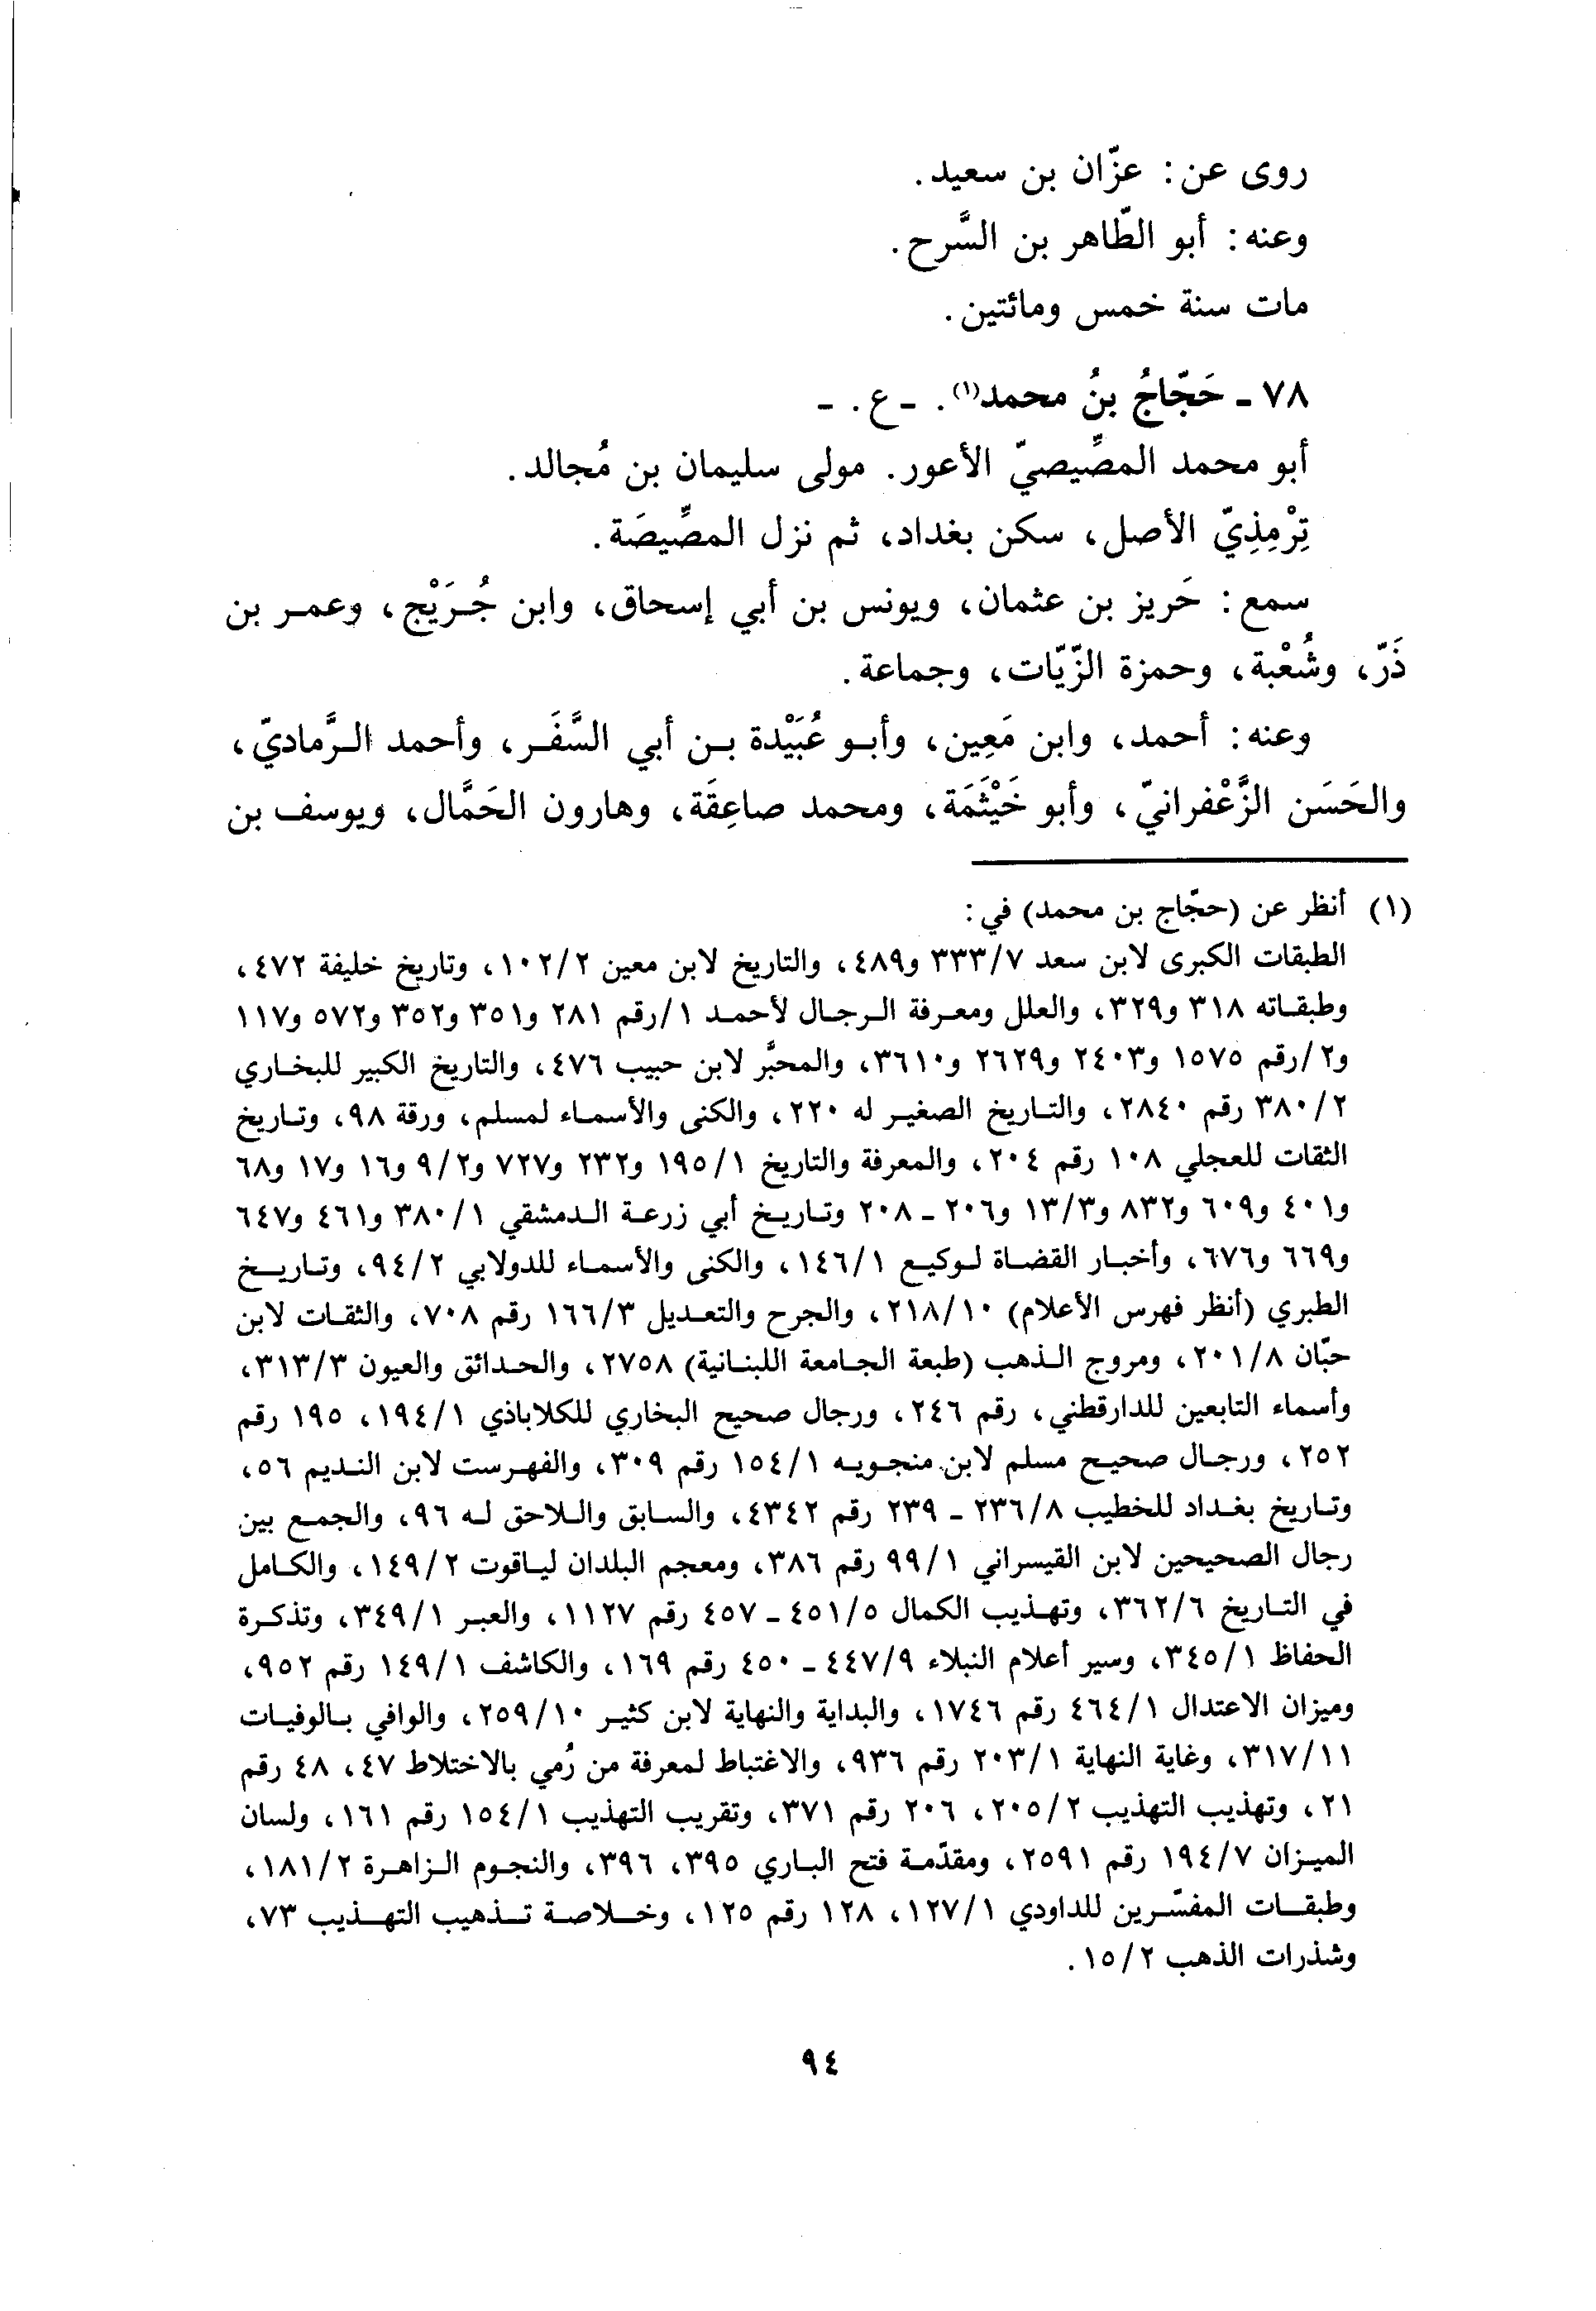 روى عن: عزّان بن سعيد.
وعنه: أبو الطّاهر بن السَّرح.
مات سنة خمس ومائتين.
٧٨ ـ حَجّاجُ بنُ محمد(١). ـ ع. ـ
أبو محمد المصِّيصيّ الأعور. مولى سليمان بن مُجالد.
تِرْمِذِيّ الأصل، سكن بغداد، ثم نزل المصِّيصَة.
سمع: حَريز بن عثمان، ويونس بن أبي إسحاق، وابن جُرَيْج، وعمر بن
ذَرّ، وشُعْبة، وحمزة الزّيّات، وجماعة.
وعنه: أحمد، وابن مَعِين، وأبو عُبَيْدة بن أبي السَّفَر، وأحمد الرَّماديّ،
والحَسَن الزَّعْفرانيّ، وأبو خَيْثَمَة، ومحمد صاعِقَة، وهارون الحَمَّال، ويوسف بن
(١) أنظر عن (حجّاج بن محمد) في:
الطبقات الكبرى لابن سعد ٣٣٣/٧ و٤٨٩، والتاريخ لابن معين ١٠٢/٢، وتاريخ خليفة ٤٧٢،
وطبقاته ٣١٨ و٣٢٩، والعلل ومعرفة الرجال لأحمد ١/رقم ٢٨١ و٣٥١ و٣٥٢ و٥٧٢ و١١٧
و٢/رقم ١٥٧٥ و٢٤٠٣ و٢٦٢٩ و٣٦١٠، والمحبَّر لابن حبيب ٤٧٦، والتاريخ الكبير للبخاري
٣٨٠/٢ رقم ٢٨٤٠، والتاريخ الصغير له ٢٢٠، والكنى والأسماء لمسلم، ورقة ٩٨، وتاريخ
الثقات للعجلي ١٠٨ رقم ٢٠٤، والمعرفة والتاريخ ١٩٥/١ و٢٣٢ و٧٢٧ و٩/٢ و١٦ و١٧ و٦٨
و٤٠١ و٦٠٩ و٨٣٢ و١٣/٣ و٢٠٦ ـ ٢٠٨ وتاريخ أبي زرعة الدمشقي ٣٨٠/١ و٤٦١ و٦٤٧
و٦٦٩ و٦٧٦، وأخبار القضاة لوكيع ١٤٦/١، والكنى والأسماء للدولابي ٩٤/٢، وتاريخ
الطبري (أنظر فهرس الأعلام) ٢١٨/١٠، والجرح والتعديل ١٦٦/٣ رقم ٧٠٨، والثقات لابن
حبّان ٢٠١/٨، ومروج الذهب (طبعة الجامعة اللبنانية) ٢٧٥٨، والحدائق والعيون ٣١٣/٣،
وأسماء التابعين للدارقطني، رقم ٢٤٦، ورجال صحيح البخاري للكلاباذي ١٩٤/١، ١٩٥ رقم
٢٥٢، ورجال صحيح مسلم لابن منجويه ١٥٤/١ رقم ٣٠٩، والفهرست لابن النديم ٥٦،
وتاريخ بغداد للخطيب ٢٣٦/٨ ـ ٢٣٩ رقم ٤٣٤٢، والسابق واللاحق له ٩٦، والجمع بين
رجال الصحيحين لابن القيسراني ٩٩/١ رقم ٣٨٦، ومعجم البلدان لياقوت ١٤٩/٢، والكامل
في التاريخ ٣٦٢/٦، وتهذيب الكمال ٤٥١/٥ ـ ٤٥٧ رقم ١١٢٧، والعبر ٣٤٩/١، وتذكرة
الحفاظ ٣٤٥/١، وسير أعلام النبلاء ٤٤٧/٩ ـ ٤٥٠ رقم ١٦٩، والكاشف ١٤٩/١ رقم ٩٥٢،
وميزان الاعتدال ٤٦٤/١ رقم ١٧٤٦، والبداية والنهاية لابن كثير ٢٥٩/١٠، والوافي بالوفيات
٣١٧/١١، وغاية النهاية ٢٠٣/١ رقم ٩٣٦، والاغتباط لمعرفة من رُمي بالاختلاط ٤٧، ٤٨ رقم
٢١، وتهذيب التهذيب ٢٠٥/٢، ٢٠٦ رقم ٣٧١، وتقريب التهذيب ١٥٤/١ رقم ١٦١، ولسان
الميزان ١٩٤/٧ رقم ٢٥٩١، ومقدّمة فتح الباري ٣٩٥، ٣٩٦، والنجوم الزاهرة ١٨١/٢،
وطبقات المفسّرين للداودي ١٢٧/١، ١٢٨ رقم ١٢٥، وخلاصة تذهيب التهذيب ٧٣،
وشذرات الذهب ١٥/٢.
٩٤